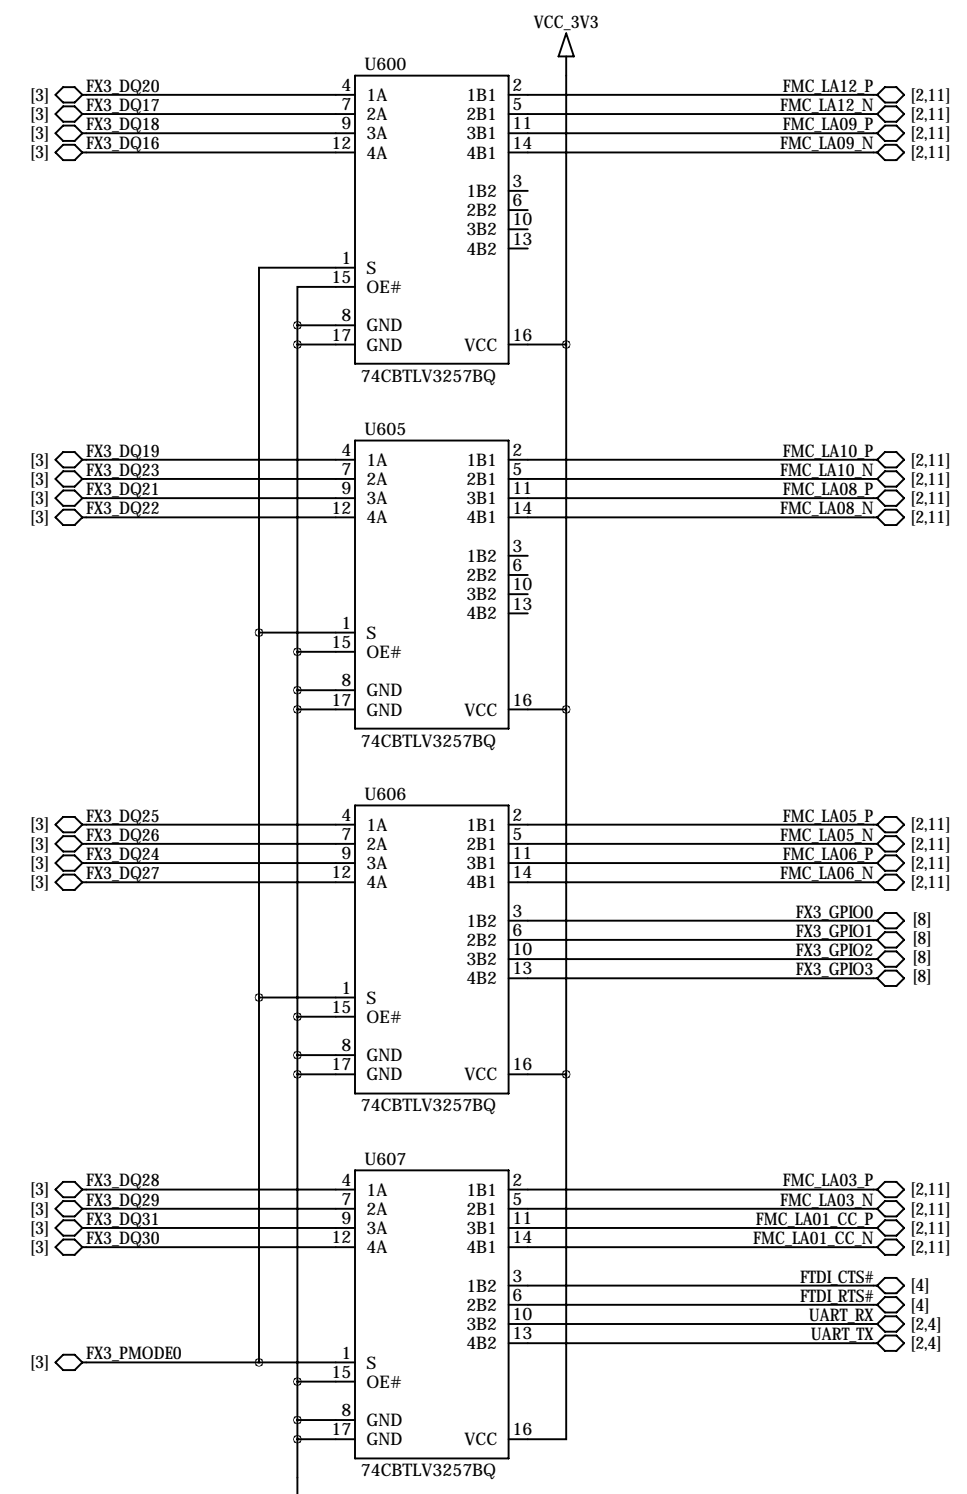 VCC_3V3
U600
[3] FX3_DQ20 4 1A 1B1 2 FMC_LA12_P [2,11]
[3] FX3_DQ17 7 2A 2B1 5 FMC_LA12_N [2,11]
[3] FX3_DQ18 9 3A 3B1 11 FMC_LA09_P [2,11]
[3] FX3_DQ16 12 4A 4B1 14 FMC_LA09_N [2,11]
1B2 3
2B2 6
3B2 10
4B2 13
1 S
15 OE#
8 GND
17 GND VCC 16
74CBTLV3257BQ
U605
[3] FX3_DQ19 4 1A 1B1 2 FMC_LA10_P [2,11]
[3] FX3_DQ23 7 2A 2B1 5 FMC_LA10_N [2,11]
[3] FX3_DQ21 9 3A 3B1 11 FMC_LA08_P [2,11]
[3] FX3_DQ22 12 4A 4B1 14 FMC_LA08_N [2,11]
1B2 3
2B2 6
3B2 10
4B2 13
1 S
15 OE#
8 GND
17 GND VCC 16
74CBTLV3257BQ
U606
[3] FX3_DQ25 4 1A 1B1 2 FMC_LA05_P [2,11]
[3] FX3_DQ26 7 2A 2B1 5 FMC_LA05_N [2,11]
[3] FX3_DQ24 9 3A 3B1 11 FMC_LA06_P [2,11]
[3] FX3_DQ27 12 4A 4B1 14 FMC_LA06_N [2,11]
1B2 3 FX3_GPIO0 [8]
2B2 6 FX3_GPIO1 [8]
3B2 10 FX3_GPIO2 [8]
4B2 13 FX3_GPIO3 [8]
1 S
15 OE#
8 GND
17 GND VCC 16
74CBTLV3257BQ
U607
[3] FX3_DQ28 4 1A 1B1 2 FMC_LA03_P [2,11]
[3] FX3_DQ29 7 2A 2B1 5 FMC_LA03_N [2,11]
[3] FX3_DQ31 9 3A 3B1 11 FMC_LA01_CC_P [2,11]
[3] FX3_DQ30 12 4A 4B1 14 FMC_LA01_CC_N [2,11]
1B2 3 FTDI_CTS# [4]
2B2 6 FTDI_RTS# [4]
3B2 10 UART_RX [2,4]
4B2 13 UART_TX [2,4]
[3] FX3_PMODE0 1 S
15 OE#
8 GND
17 GND VCC 16
74CBTLV3257BQ